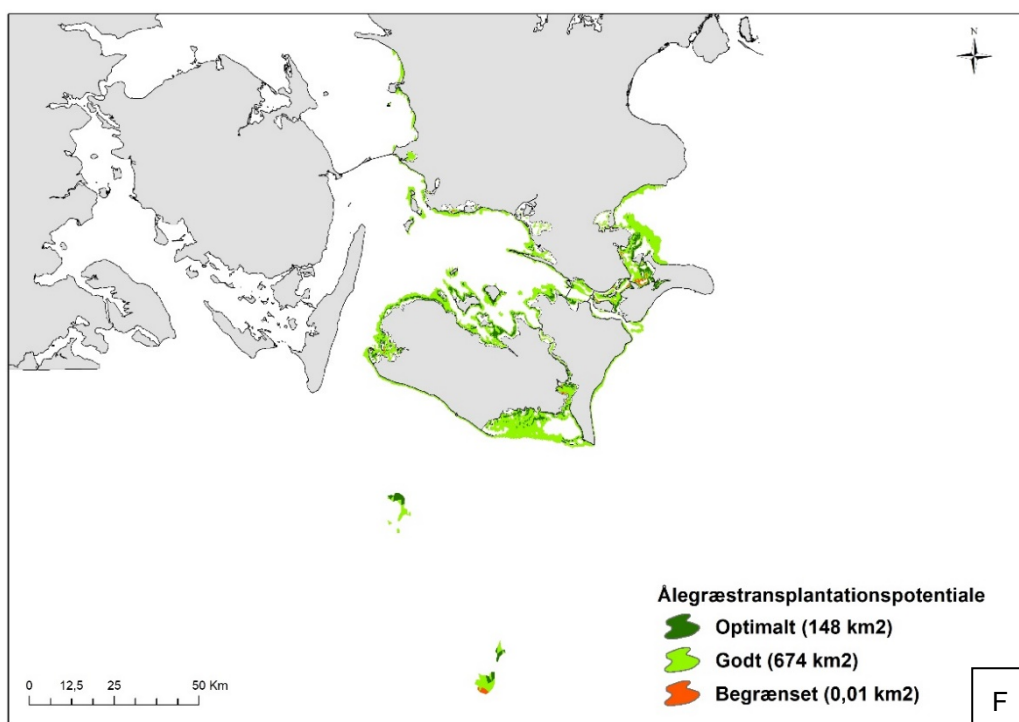 N
Ålegræstransplantationspotentiale
Optimalt (148 km2)
Godt (674 km2)
Begrænset (0,01 km2)
0 12,5 25 50 Km
F